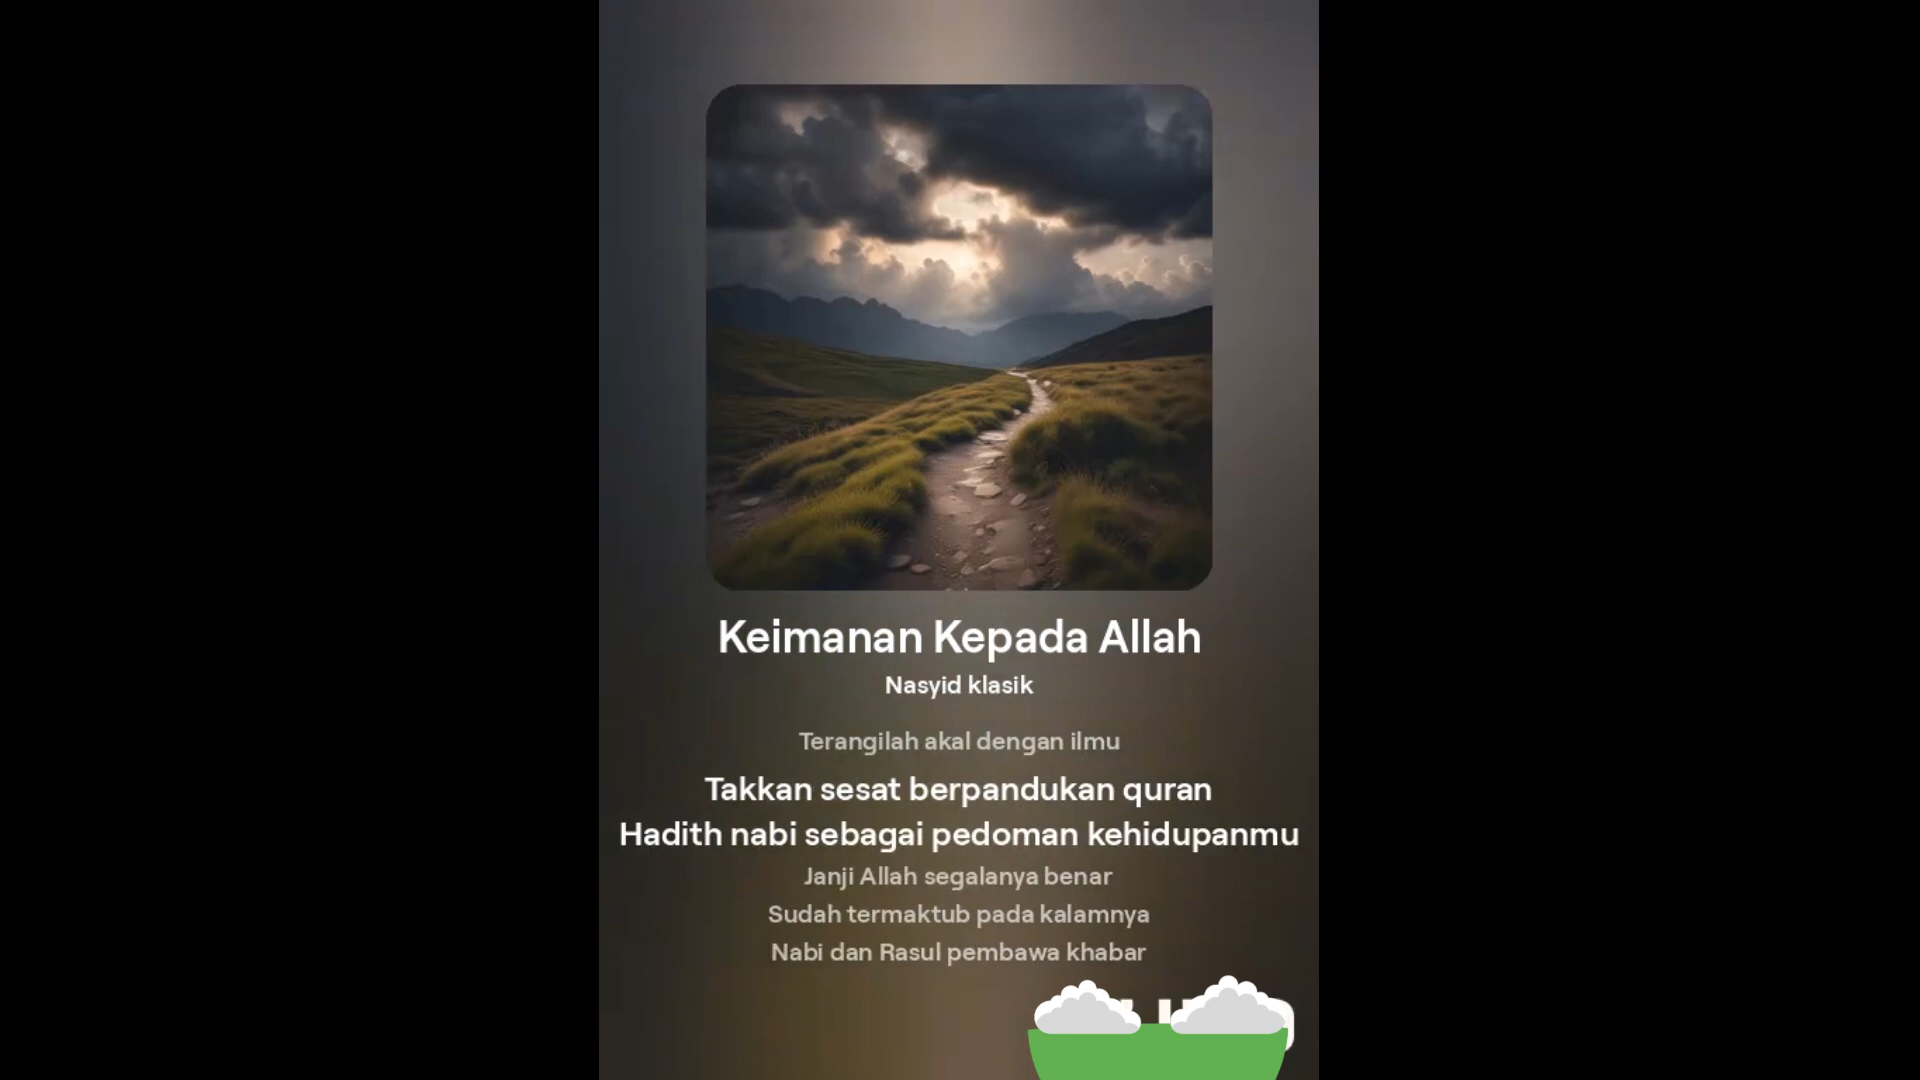 Keimanan Kepada Allah
Nasyid klasik
Terangilah akal dengan ilmu
Takkan sesat berpandukan quran
Hadith nabi sebagai pedoman kehidupanmu
Janji Allah segalanya benar
Sudah termaktub pada kalamnya
Nabi dan Rasul pembawa khabar